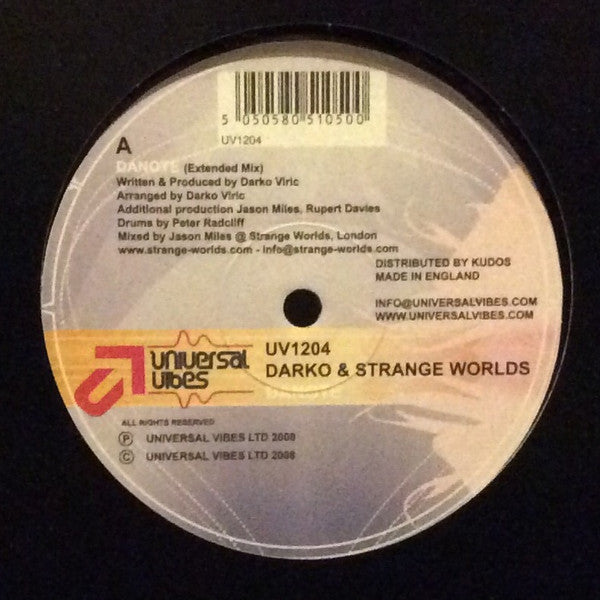 5 050580 510500
UV1204
A
DANOYE (Extended Mix)
Written & Produced by Darko Viric
Arranged by Darko Viric
Additional production Jason Miles, Rupert Davies
Drums by Peter Radcliff
Mixed by Jason Miles @ Strange Worlds, London
www.strange-worlds.com - info@strange-worlds.com
DISTRIBUTED BY KUDOS
MADE IN ENGLAND
INFO@UNIVERSALVIBES.COM
WWW.UNIVERSALVIBES.COM
universal
vibes
UV1204
DARKO & STRANGE WORLDS
DANOYE
ALL RIGHTS RESERVED
Ⓟ UNIVERSAL VIBES LTD 2008
© UNIVERSAL VIBES LTD 2008